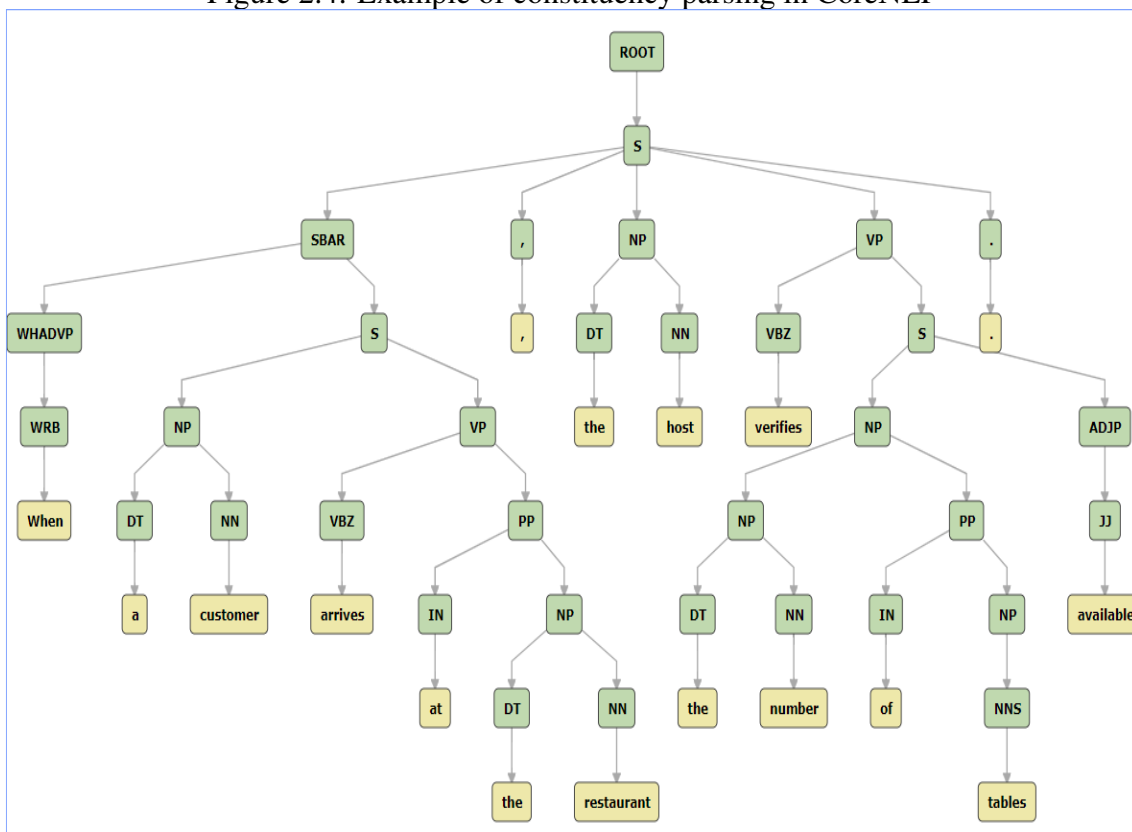 Figure 2.4: Example of constituency parsing in CoreNLP
ROOT
S
SBAR , NP VP .
WHADVP S , DT NN VBZ S .
WRB NP VP the host verifies NP ADJP
When DT NN VBZ PP NP PP JJ
a customer arrives IN NP DT NN IN NP available
at DT NN the number of NNS
the restaurant tables